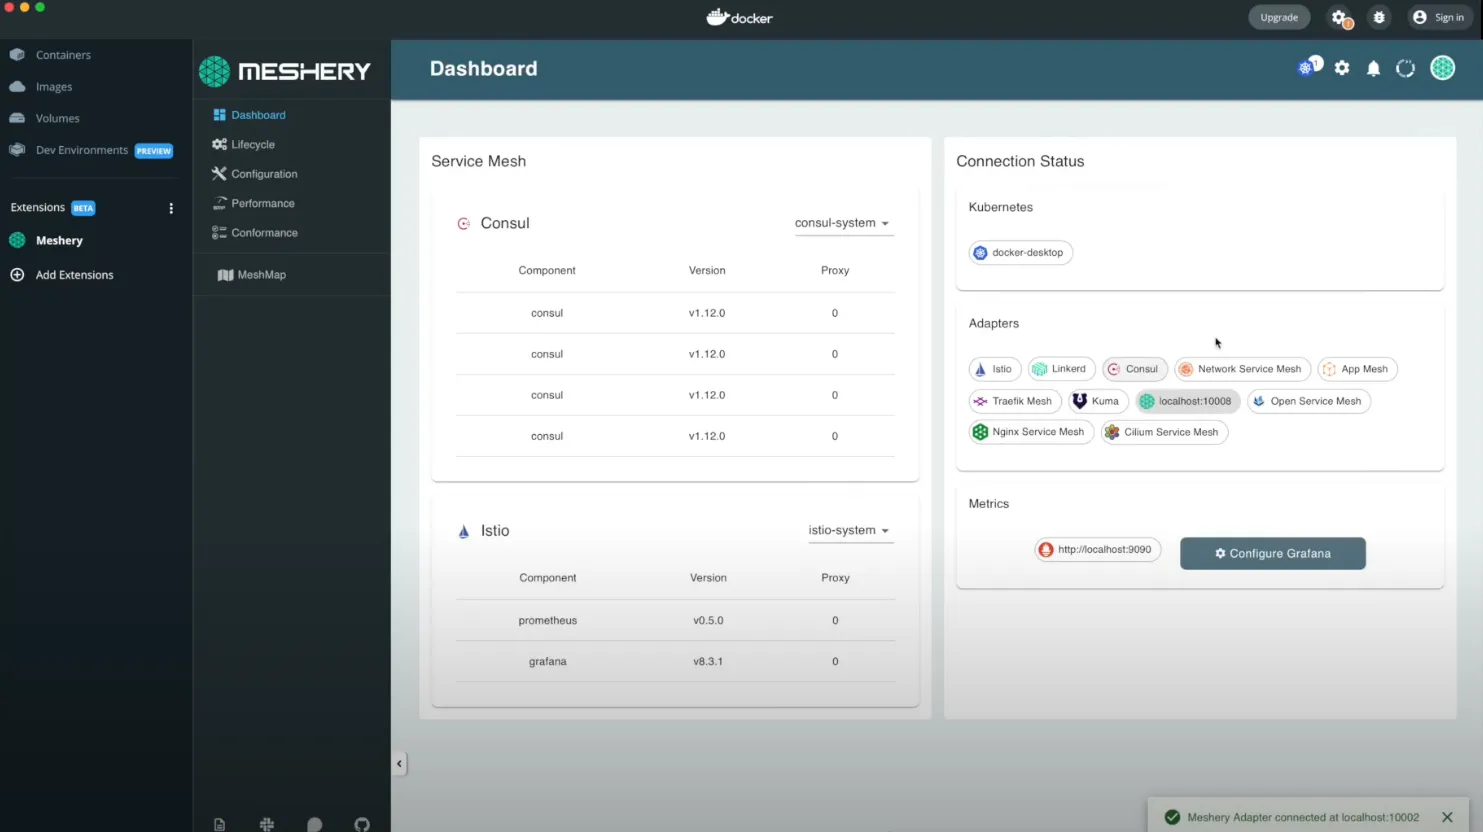 docker
Upgrade
Sign in
Containers
Images
Volumes
Dev Environments PREVIEW
Extensions BETA
Meshery
Add Extensions
MESHERY
Dashboard
Lifecycle
Configuration
Performance
Conformance
MeshMap
Dashboard
1
Service Mesh
Consul consul-system
Component Version Proxy
consul v1.12.0 0
consul v1.12.0 0
consul v1.12.0 0
consul v1.12.0 0
Istio istio-system
Component Version Proxy
prometheus v0.5.0 0
grafana v8.3.1 0
Connection Status
Kubernetes
docker-desktop
Adapters
Istio Linkerd Consul Network Service Mesh App Mesh
Traefik Mesh Kuma localhost:10008 Open Service Mesh
Nginx Service Mesh Cilium Service Mesh
Metrics
http://localhost:9090 Configure Grafana
Meshery Adapter connected at localhost:10002